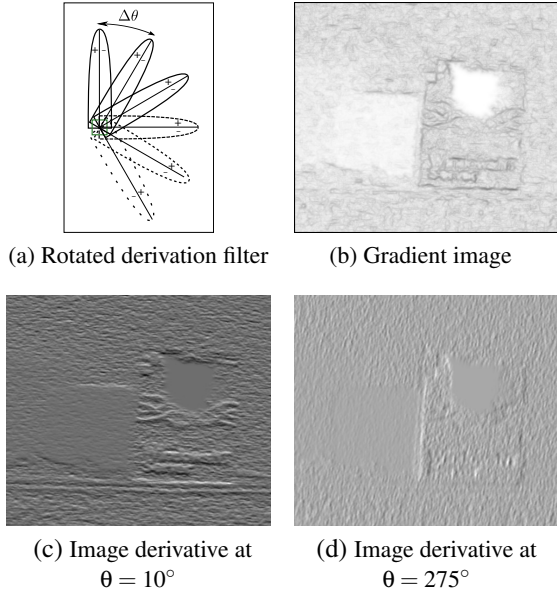 Δθ
+ -
+ -
+ -
+
-
+
-
+
-
(a) Rotated derivation filter
(b) Gradient image
(c) Image derivative at
θ = 10°
(d) Image derivative at
θ = 275°